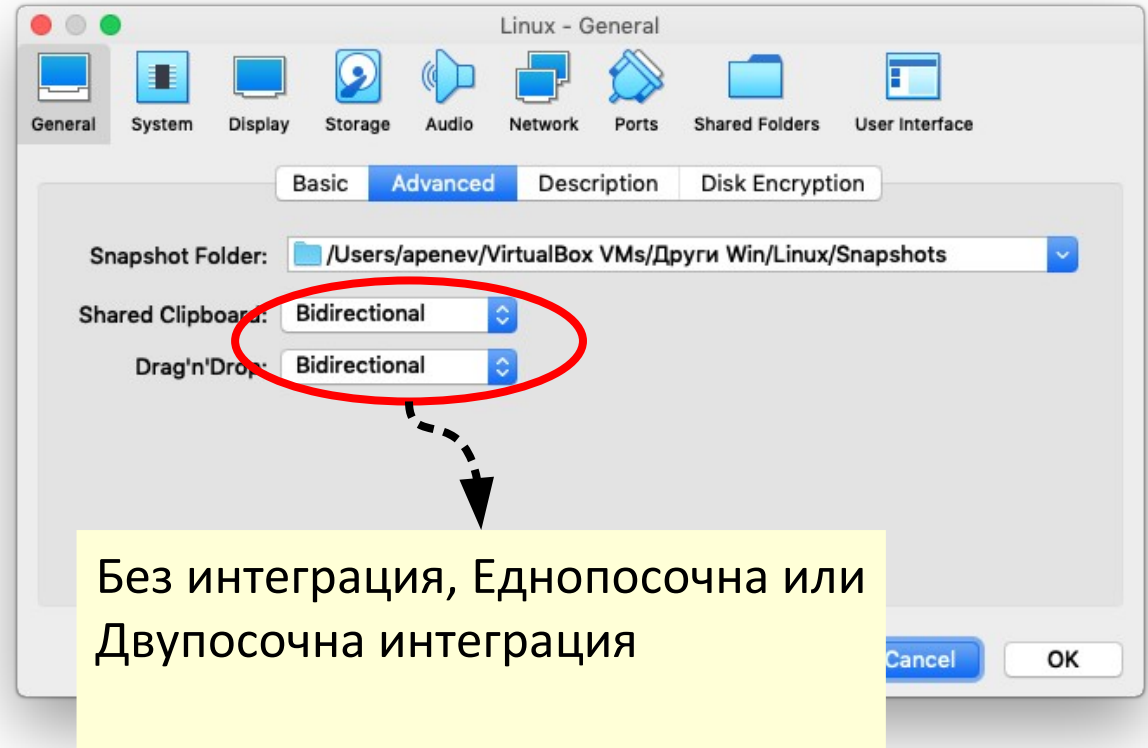 Linux - General
General System Display Storage Audio Network Ports Shared Folders User Interface
Basic Advanced Description Disk Encryption
Snapshot Folder: /Users/apenev/VirtualBox VMs/Други Win/Linux/Snapshots
Shared Clipboard: Bidirectional
Drag'n'Drop: Bidirectional
Без интеграция, Еднопосочна или
Двупосочна интеграция
Cancel OK